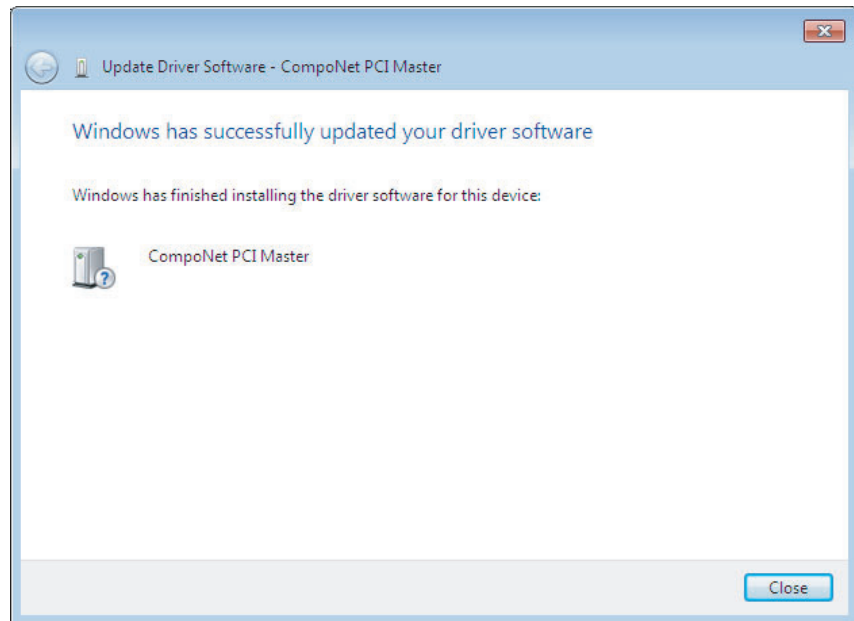 Update Driver Software - CompoNet PCI Master
Windows has successfully updated your driver software
Windows has finished installing the driver software for this device:
CompoNet PCI Master
?
Close